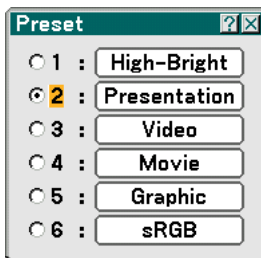 Preset ?
1 : High-Bright
2 : Presentation
3 : Video
4 : Movie
5 : Graphic
6 : sRGB